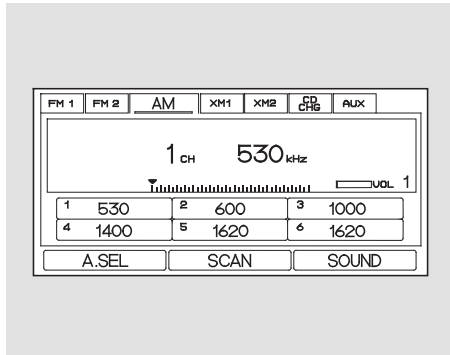 FM 1 FM 2 AM XM1 XM2 CD CHG AUX
1 CH 530 kHz
VOL 1
1 530 2 600 3 1000
4 1400 5 1620 6 1620
A.SEL SCAN SOUND